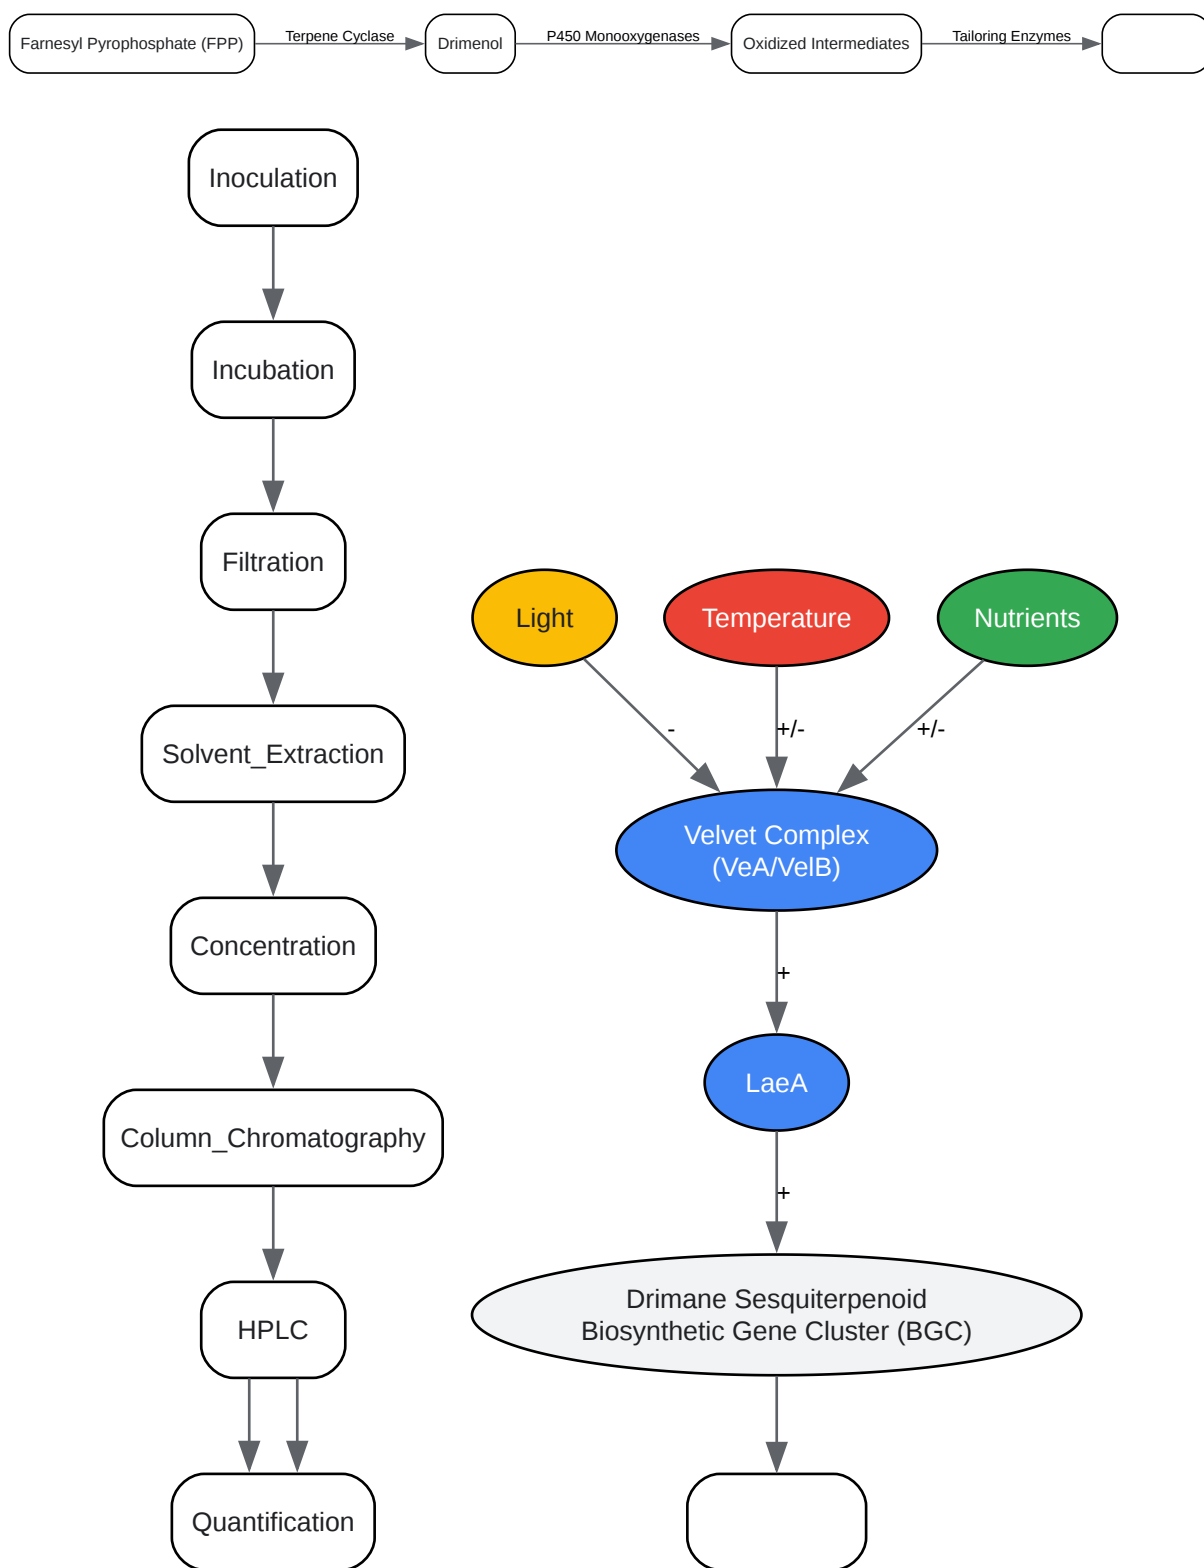 Farnesyl Pyrophosphate (FPP)
Terpene Cyclase
Drimenol
P450 Monooxygenases
Oxidized Intermediates
Tailoring Enzymes
Inoculation
Incubation
Filtration
Solvent_Extraction
Concentration
Column_Chromatography
HPLC
Quantification
Light
Temperature
Nutrients
-
+/-
+/-
Velvet Complex
(VeA/VelB)
+
LaeA
+
Drimane Sesquiterpenoid
Biosynthetic Gene Cluster (BGC)